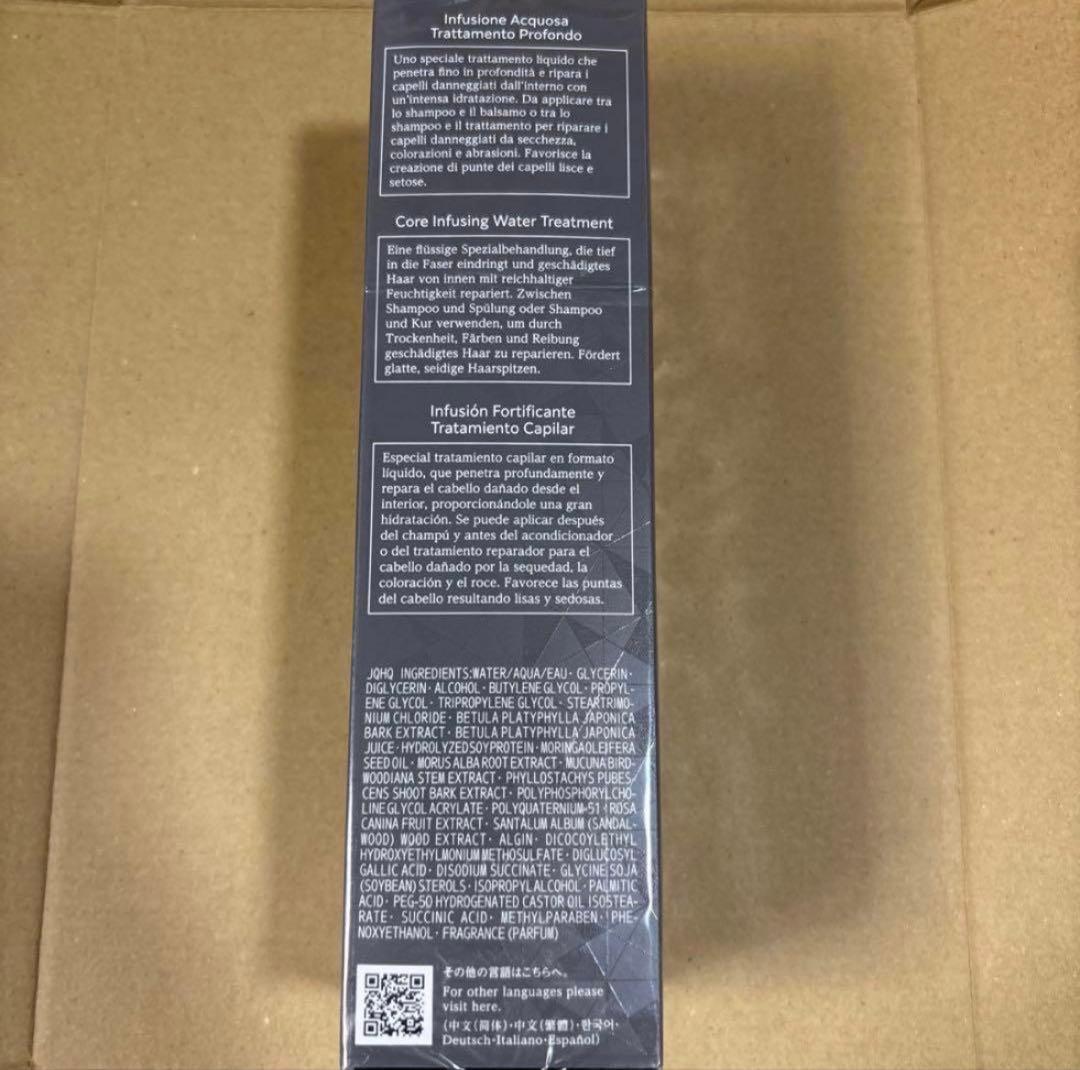 Infusione Acquosa
Trattamento Profondo
Uno speciale trattamento liquido che
penetra fino in profondità e ripara i
capelli danneggiati dall'interno con
un'intensa idratazione. Da applicare tra
lo shampoo e il balsamo o tra lo
shampoo e il trattamento per riparare i
capelli danneggiati da secchezza,
colorazioni e abrasioni. Favorisce la
creazione di punte dei capelli lisce e
setose.
Core Infusing Water Treatment
Eine flüssige Spezialbehandlung, die tief
in die Faser eindringt und geschädigtes
Haar von innen mit reichhaltiger
Feuchtigkeit repariert. Zwischen
Shampoo und Spülung oder Shampoo
und Kur verwenden, um durch
Trockenheit, Färben und Reibung
geschädigtes Haar zu reparieren. Fördert
glatte, seidige Haarspitzen.
Infusión Fortificante
Tratamiento Capilar
Especial tratamiento capilar en formato
líquido, que penetra profundamente y
repara el cabello dañado desde el
interior, proporcionándole una gran
hidratación. Se puede aplicar después
del champú y antes del acondicionador
o del tratamiento reparador para el
cabello dañado por la sequedad, la
coloración y el roce. Favorece las puntas
del cabello resultando lisas y sedosas.
JQHQ INGREDIENTS:WATER/AQUA/EAU· GLYCERIN·
DIGLYCERIN· ALCOHOL· BUTYLENE GLYCOL· PROPYL-
ENE GLYCOL· TRIPROPYLENE GLYCOL· STEARTRIMO-
NIUM CHLORIDE· BETULA PLATYPHYLLA JAPONICA
BARK EXTRACT· BETULA PLATYPHYLLA JAPONICA
JUICE· HYDROLYZED SOY PROTEIN· MORINGA OLEIFERA
SEED OIL· MORUS ALBA ROOT EXTRACT· MUCUNA BIRD-
WOODIANA STEM EXTRACT· PHYLLOSTACHYS PUBES-
CENS SHOOT BARK EXTRACT· POLYPHOSPHORYLCHO-
LINE GLYCOL ACRYLATE· POLYQUATERNIUM-51· ROSA
CANINA FRUIT EXTRACT· SANTALUM ALBUM (SANDAL-
WOOD) WOOD EXTRACT· ALGIN· DICOCOYLETHYL
HYDROXYETHYLMONIUM METHOSULFATE· DIGLUCOSYL
GALLIC ACID· DISODIUM SUCCINATE· GLYCINE SOJA
(SOYBEAN) STEROLS· ISOPROPYL ALCOHOL· PALMITIC
ACID· PEG-50 HYDROGENATED CASTOR OIL ISOSTEA-
RATE· SUCCINIC ACID· METHYLPARABEN· PHE-
NOXYETHANOL· FRAGRANCE (PARFUM)
その他の言語はこちらへ。
For other languages please
visit here.
(中文(简体)·中文(繁體)·한국어·
Deutsch·Italiano·Español)